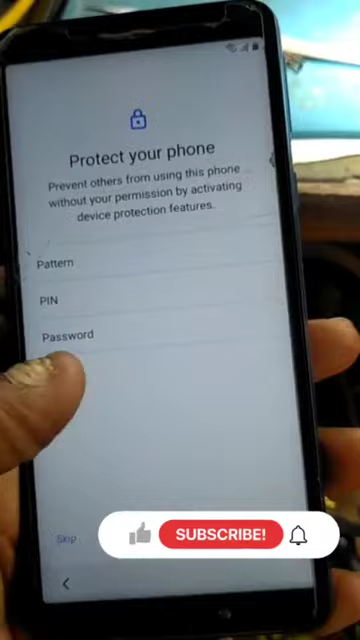 Protect your phone
Prevent others from using this phone
without your permission by activating
device protection features.
Pattern
PIN
Password
Skip
SUBSCRIBE!